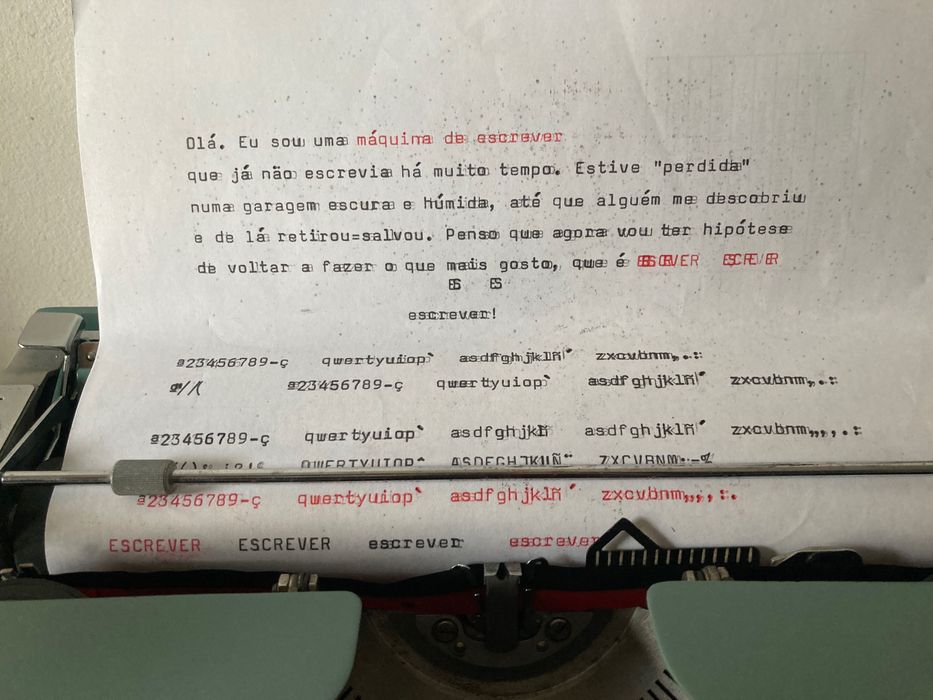 Olá. Eu sou uma máquina de escrever
que já não escrevia há muito tempo. Estive "perdida"
numa garagem escura e húmida, até que alguém me descobriu
e de lá retirou=salvou. Penso que agora vou ter hipótese
de voltar a fazer o que mais gosto, que é ESCREVER ESCREVER
ES ES
escrever!
ª23456789-ç qwertyuiop` asdfghjklñ´ zxcvbnm,.:
ª23456789-ç qwertyuiop` asdfghjklñ´ zxcvbnm,,.:
ª23456789-ç qwertyuiop` asdfghjklñ asdfghjklñ´ zxcvbnm,,,.:
QWERTYUIOP ASDFGHJKLÑ ZXCVBNM
ª23456789-ç qwertyuiop` asdfghjklñ´ zxcvbnm,,,;:.
ESCREVER ESCREVER escrever escrever